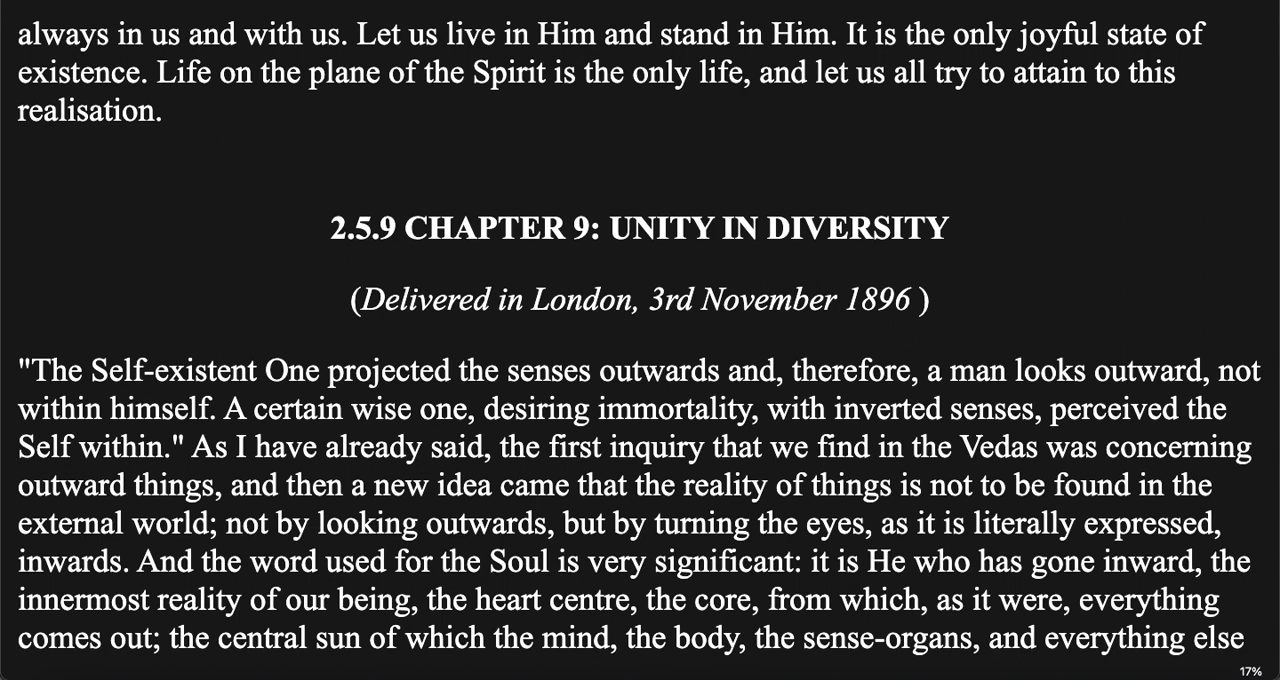 always in us and with us. Let us live in Him and stand in Him. It is the only joyful state of
existence. Life on the plane of the Spirit is the only life, and let us all try to attain to this
realisation.
2.5.9 CHAPTER 9: UNITY IN DIVERSITY
(Delivered in London, 3rd November 1896 )
"The Self-existent One projected the senses outwards and, therefore, a man looks outward, not
within himself. A certain wise one, desiring immortality, with inverted senses, perceived the
Self within." As I have already said, the first inquiry that we find in the Vedas was concerning
outward things, and then a new idea came that the reality of things is not to be found in the
external world; not by looking outwards, but by turning the eyes, as it is literally expressed,
inwards. And the word used for the Soul is very significant: it is He who has gone inward, the
innermost reality of our being, the heart centre, the core, from which, as it were, everything
comes out; the central sun of which the mind, the body, the sense-organs, and everything else
17%